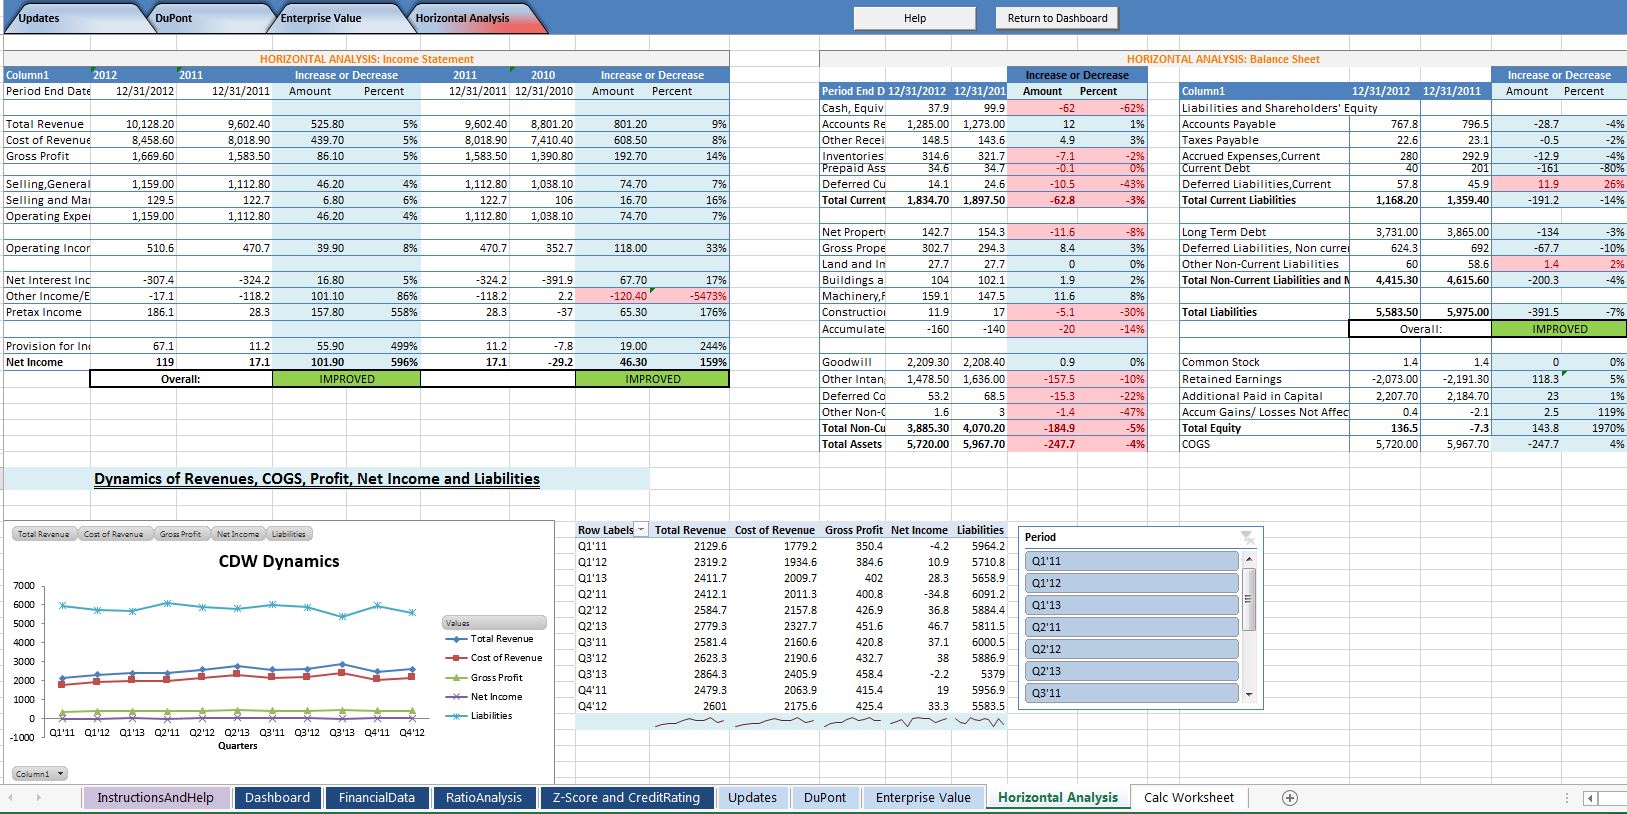 Updates DuPont Enterprise Value Horizontal Analysis Help Return to Dashboard
HORIZONTAL ANALYSIS: Income Statement
Column1 2012 2011 Increase or Decrease 2011 2010 Increase or Decrease
Period End Date 12/31/2012 12/31/2011 Amount Percent 12/31/2011 12/31/2010 Amount Percent
Total Revenue 10,128.20 9,602.40 525.80 5% 9,602.40 8,801.20 801.20 9%
Cost of Revenue 8,458.60 8,018.90 439.70 5% 8,018.90 7,410.40 608.50 8%
Gross Profit 1,669.60 1,583.50 86.10 5% 1,583.50 1,390.80 192.70 14%
Selling,General 1,159.00 1,112.80 46.20 4% 1,112.80 1,038.10 74.70 7%
Selling and Mar 129.5 122.7 6.80 6% 122.7 106 16.70 16%
Operating Exper 1,159.00 1,112.80 46.20 4% 1,112.80 1,038.10 74.70 7%
Operating Incor 510.6 470.7 39.90 8% 470.7 352.7 118.00 33%
Net Interest Inc -307.4 -324.2 16.80 5% -324.2 -391.9 67.70 17%
Other Income/E -17.1 -118.2 101.10 86% -118.2 2.2 -120.40 -5473%
Pretax Income 186.1 28.3 157.80 558% 28.3 -37 65.30 176%
Provision for Inc 67.1 11.2 55.90 499% 11.2 -7.8 19.00 244%
Net Income 119 17.1 101.90 596% 17.1 -29.2 46.30 159%
Overall: IMPROVED IMPROVED
HORIZONTAL ANALYSIS: Balance Sheet
Increase or Decrease
Period End D 12/31/2012 12/31/201 Amount Percent
Cash, Equiv 37.9 99.9 -62 -62%
Accounts Re 1,285.00 1,273.00 12 1%
Other Recei 148.5 143.6 4.9 3%
Inventories 314.6 321.7 -7.1 -2%
Prepaid Ass 34.6 34.7 -0.1 0%
Deferred Cu 14.1 24.6 -10.5 -43%
Total Current 1,834.70 1,897.50 -62.8 -3%
Net Propert 142.7 154.3 -11.6 -8%
Gross Prope 302.7 294.3 8.4 3%
Land and Im 27.7 27.7 0 0%
Buildings a 104 102.1 1.9 2%
Machinery,F 159.1 147.5 11.6 8%
Constructior 11.9 17 -5.1 -30%
Accumulate -160 -140 -20 -14%
Goodwill 2,209.30 2,208.40 0.9 0%
Other Intan 1,478.50 1,636.00 -157.5 -10%
Deferred Co 53.2 68.5 -15.3 -22%
Other Non-C 1.6 3 -1.4 -47%
Total Non-Cu 3,885.30 4,070.20 -184.9 -5%
Total Assets 5,720.00 5,967.70 -247.7 -4%
Increase or Decrease
Column1 12/31/2012 12/31/2011 Amount Percent
Liabilities and Shareholders' Equity
Accounts Payable 767.8 796.5 -28.7 -4%
Taxes Payable 22.6 23.1 -0.5 -2%
Accrued Expenses,Current 280 292.9 -12.9 -4%
Current Debt 40 201 -161 -80%
Deferred Liabilities,Current 57.8 45.9 11.9 26%
Total Current Liabilities 1,168.20 1,359.40 -191.2 -14%
Long Term Debt 3,731.00 3,865.00 -134 -3%
Deferred Liabilities, Non currer 624.3 692 -67.7 -10%
Other Non-Current Liabilities 60 58.6 1.4 2%
Total Non-Current Liabilities and M 4,415.30 4,615.60 -200.3 -4%
Total Liabilities 5,583.50 5,975.00 -391.5 -7%
Overall: IMPROVED
Common Stock 1.4 1.4 0 0%
Retained Earnings -2,073.00 -2,191.30 118.3 5%
Additional Paid in Capital 2,207.70 2,184.70 23 1%
Accum Gains/ Losses Not Affec 0.4 -2.1 2.5 119%
Total Equity 136.5 -7.3 143.8 1970%
COGS 5,720.00 5,967.70 -247.7 4%
Dynamics of Revenues, COGS, Profit, Net Income and Liabilities
Total Revenue Cost of Revenue Gross Profit Net Income Liabilities
CDW Dynamics
7000
6000
5000
4000
3000
2000
1000
0
-1000
Q1'11 Q1'12 Q1'13 Q2'11 Q2'12 Q2'13 Q3'11 Q3'12 Q3'13 Q4'11 Q4'12
Quarters
Values
Total Revenue
Cost of Revenue
Gross Profit
Net Income
Liabilities
Column1
Row Labels Total Revenue Cost of Revenue Gross Profit Net Income Liabilities
Q1'11 2129.6 1779.2 350.4 -4.2 5964.2
Q1'12 2319.2 1934.6 384.6 10.9 5710.8
Q1'13 2411.7 2009.7 402 28.3 5658.9
Q2'11 2412.1 2011.3 400.8 -34.8 6091.2
Q2'12 2584.7 2157.8 426.9 36.8 5884.4
Q2'13 2779.3 2327.7 451.6 46.7 5811.5
Q3'11 2581.4 2160.6 420.8 37.1 6000.5
Q3'12 2623.3 2190.6 432.7 38 5886.9
Q3'13 2864.3 2405.9 458.4 -2.2 5379
Q4'11 2479.3 2063.9 415.4 19 5956.9
Q4'12 2601 2175.6 425.4 33.3 5583.5
Period
Q1'11
Q1'12
Q1'13
Q2'11
Q2'12
Q2'13
Q3'11
InstructionsAndHelp Dashboard FinancialData RatioAnalysis Z-Score and CreditRating Updates DuPont Enterprise Value Horizontal Analysis Calc Worksheet